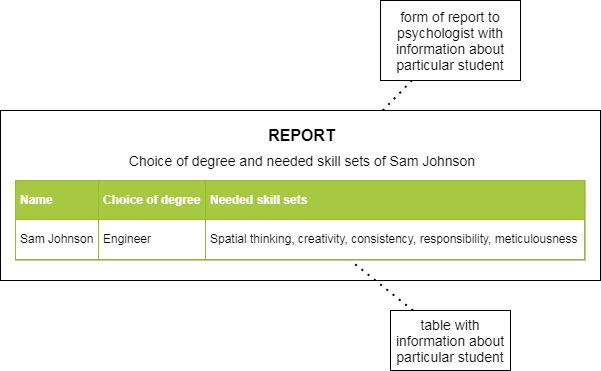 form of report to
psychologist with
information about
particular student
REPORT
Choice of degree and needed skill sets of Sam Johnson
Name Choice of degree Needed skill sets
Sam Johnson Engineer Spatial thinking, creativity, consistency, responsibility, meticulousness
table with
information about
particular student